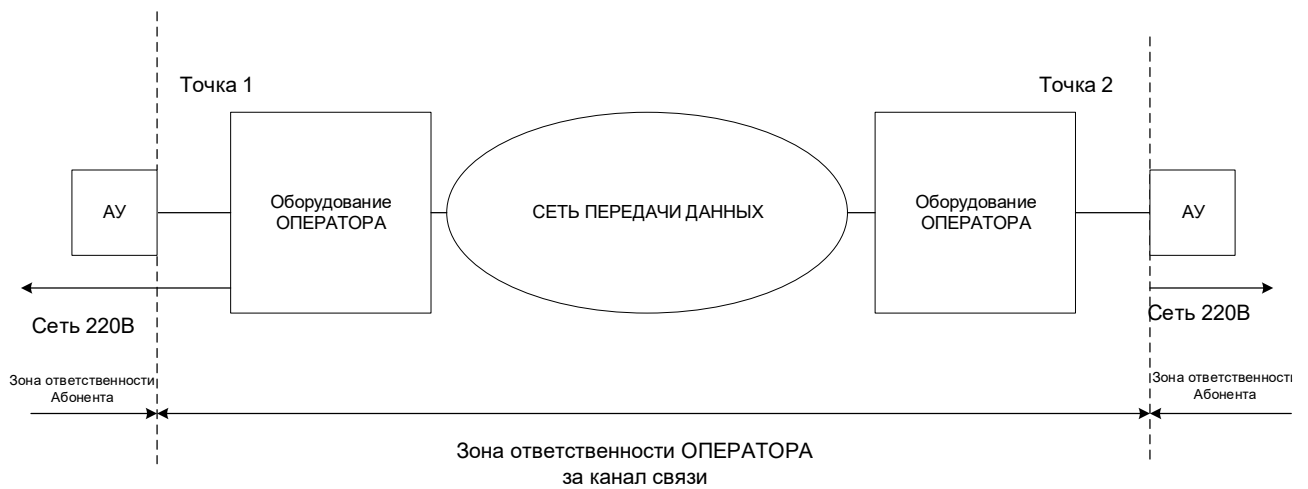 Точка 1
Точка 2
АУ
Оборудование
ОПЕРАТОРА
СЕТЬ ПЕРЕДАЧИ ДАННЫХ
Оборудование
ОПЕРАТОРА
АУ
Сеть 220В
Сеть 220В
Зона ответственности
Абонента
Зона ответственности
Абонента
Зона ответственности ОПЕРАТОРА
за канал связи